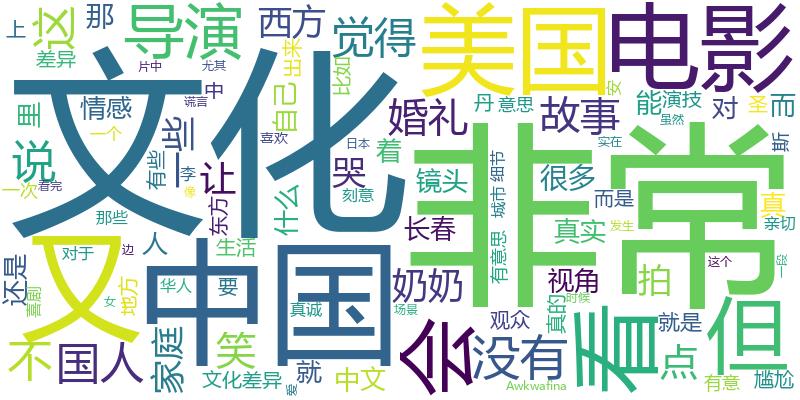 上 这 那 导演 西方 觉得 美国 电影
差异 片中 尤其 出来 比如
文化 非常
里 情感 中 谎言 自己 婚礼 丹 意思 故事 安 能 演技 对 圣 而
一个 一些 喜欢 日本 虽然 斯
说 有些 李 让 哭 着 细节 实在
一次 看完 像 东方 什么 刻意 镜头 城市 很多 而是 真 亲切
那些 长春 有意思 真实 发生
又 中国 看 但
还是 对于 边 人 生活 奶奶 视角 拍 这个 一段
喜剧 女 地方 华人 要 真诚 场景 真的 时候
不 国人 家庭 笑 就 会 观众 没有 就是 点
文化差异 爱 中文 Awkwafina 有意 尴尬